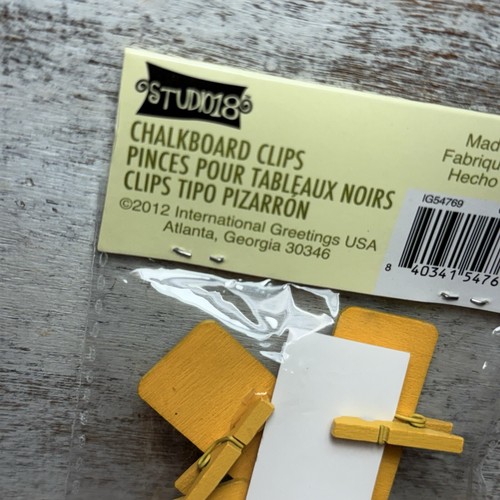 STUDIO18
CHALKBOARD CLIPS
PINCES POUR TABLEAUX NOIRS
CLIPS TIPO PIZARRÓN
©2012 International Greetings USA
Atlanta, Georgia 30346
Mad
Fabriqu
Hecho
IG54769
8 40341 5476